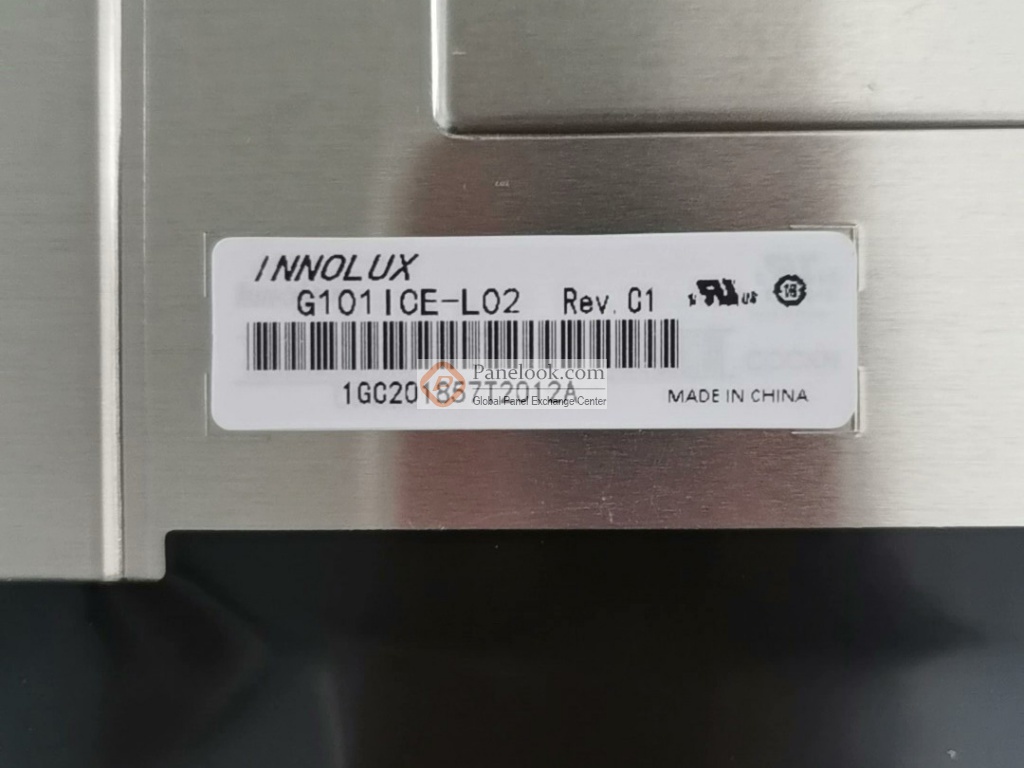 INNOLUX
G101ICE-L02 Rev.C1
1GC201857T2012A
Panelook.com
Global Panel Exchange Center
MADE IN CHINA